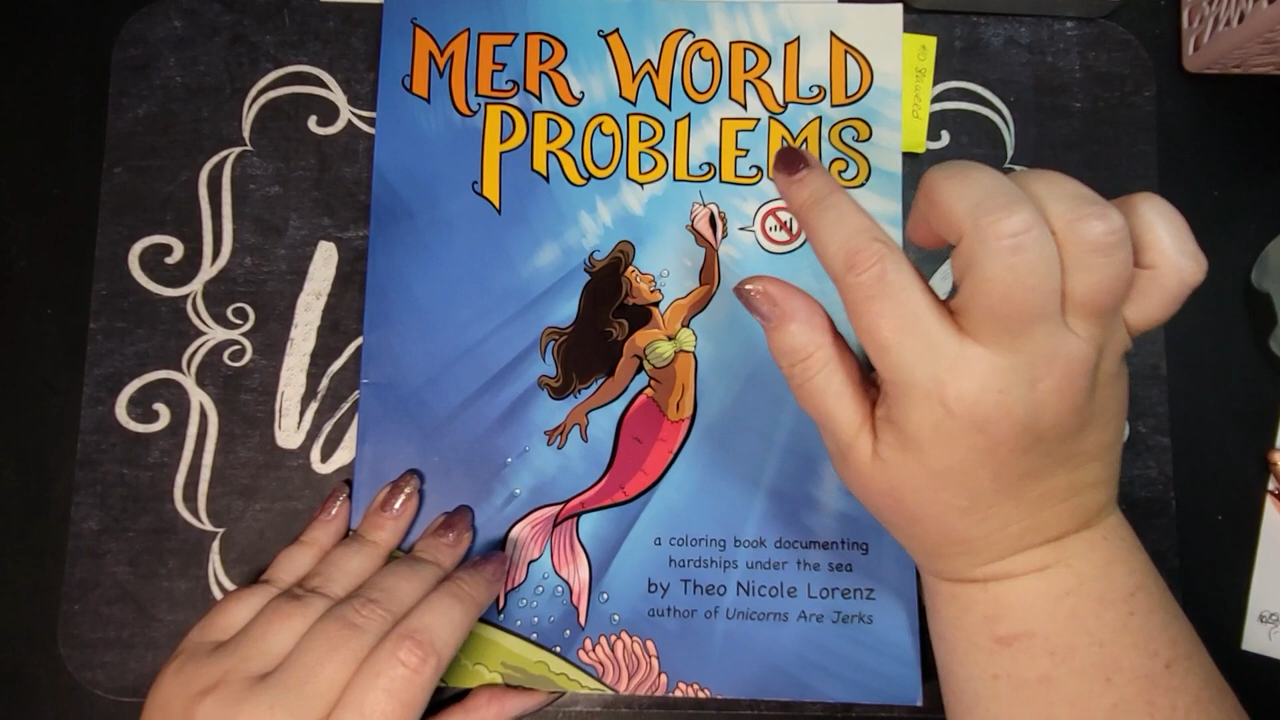 MER WORLD
PROBLEMS
a coloring book documenting
hardships under the sea
by Theo Nicole Lorenz
author of Unicorns Are Jerks